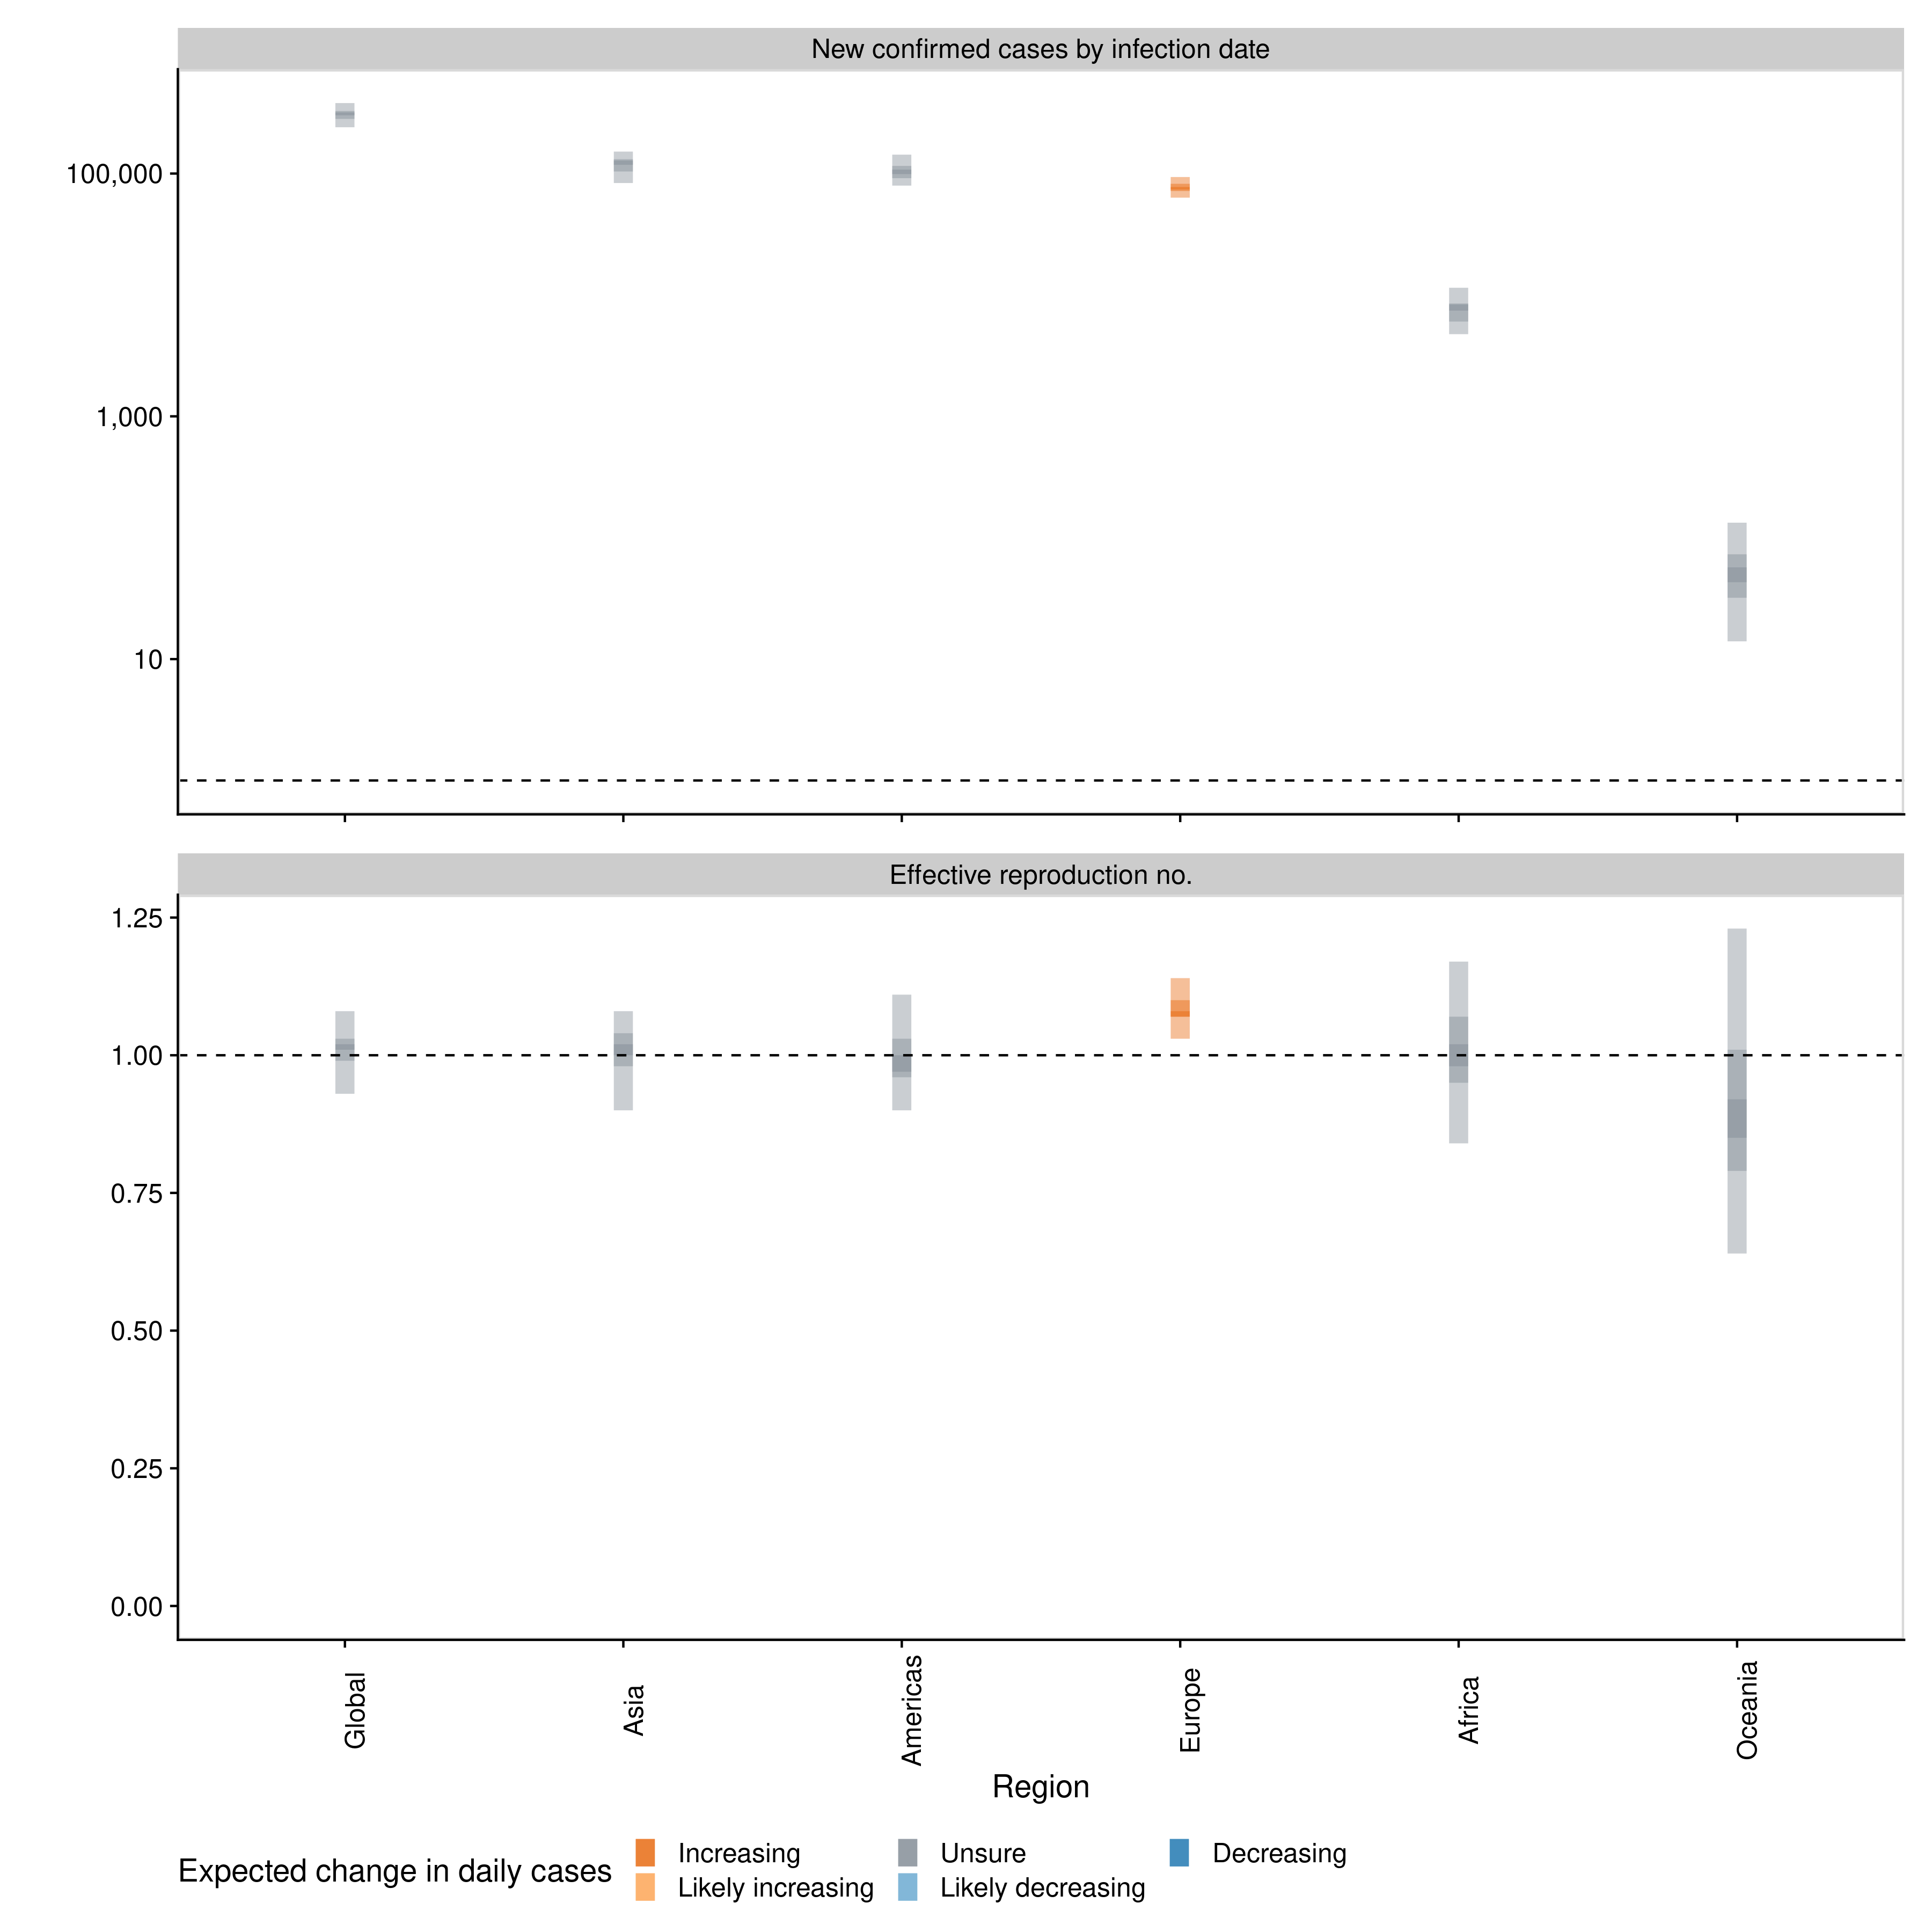 New confirmed cases by infection date
100,000
1,000
10
Effective reproduction no.
1.25
1.00
0.75
0.50
0.25
0.00
Global
Asia
Americas
Europe
Africa
Oceania
Region
Expected change in daily cases
Increasing
Likely increasing
Unsure
Likely decreasing
Decreasing